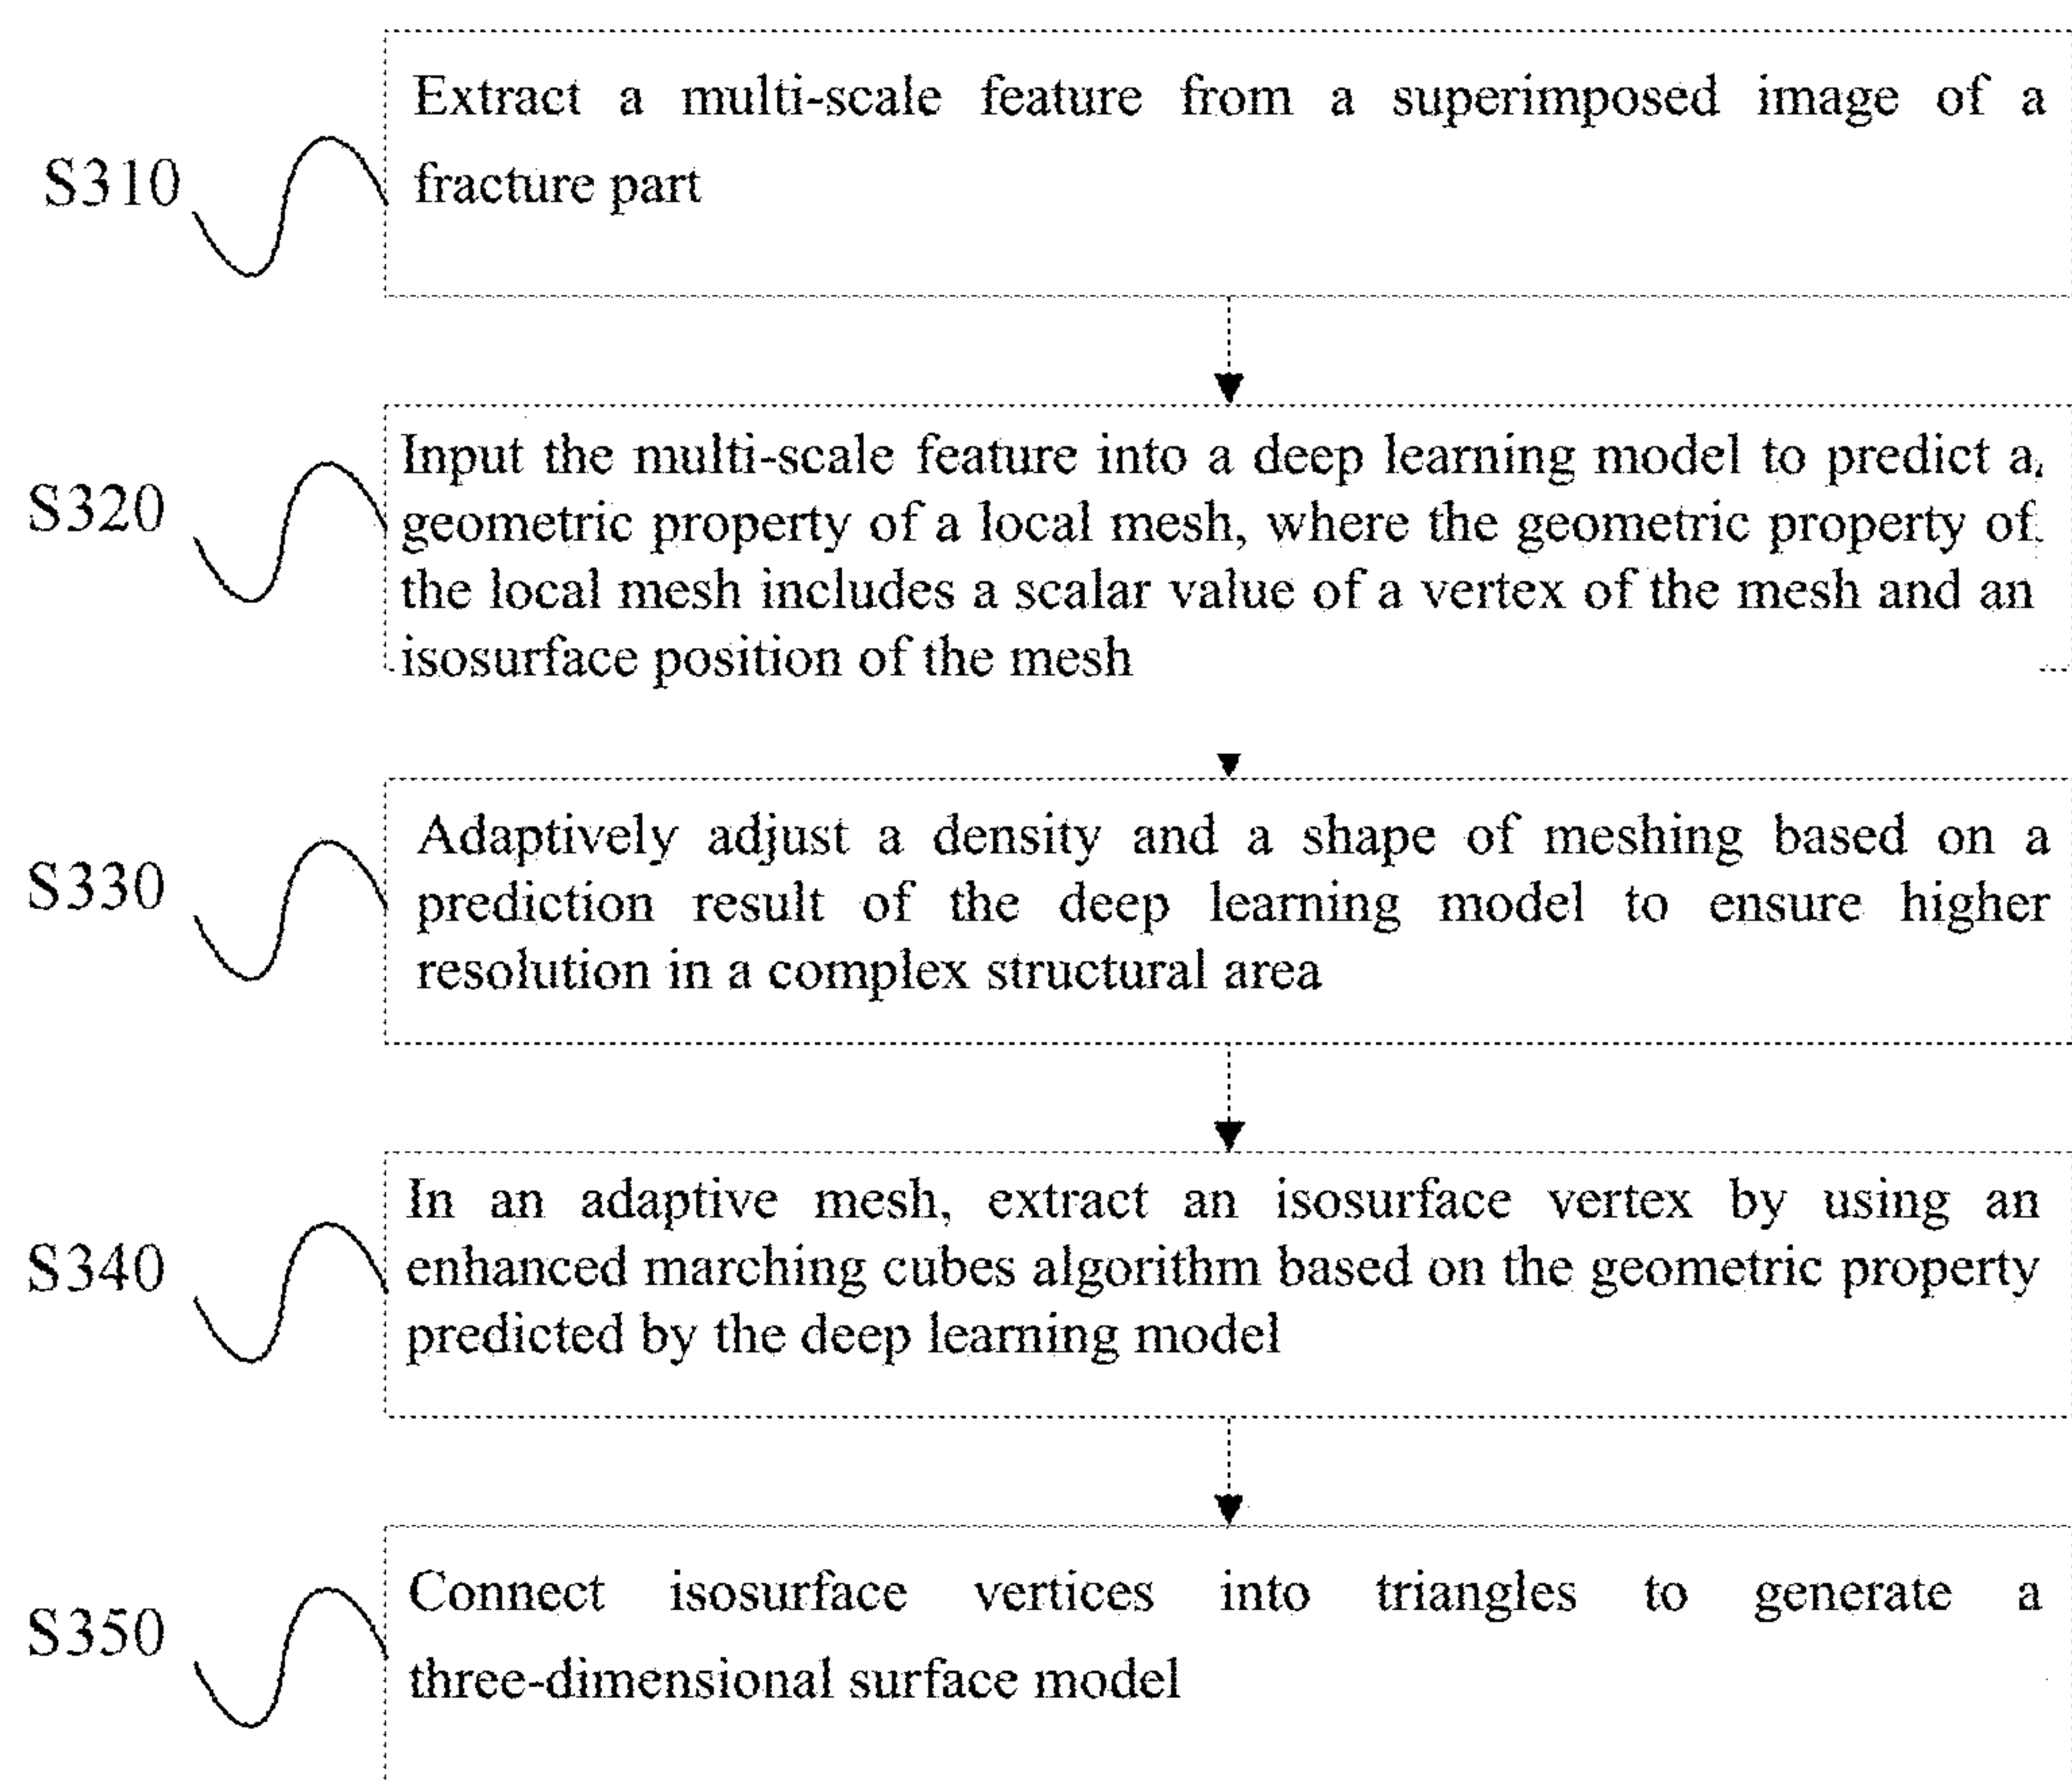 Extract a multi-scale feature from a superimposed image of a
S310
fracture part
Input the multi-scale feature into a deep learning model to predict a
S320
geometric property of a local mesh, where the geometric property of
the local mesh includes a scalar value of a vertex of the mesh and an
isosurface position of the mesh
Adaptively adjust a density and a shape of meshing based on a
S330
prediction result of the deep learning model to ensure higher
resolution in a complex structural area
In an adaptive mesh, extract an isosurface vertex by using an
S340
enhanced marching cubes algorithm based on the geometric property
predicted by the deep learning model
Connect isosurface vertices into triangles to generate a
S350
three-dimensional surface model